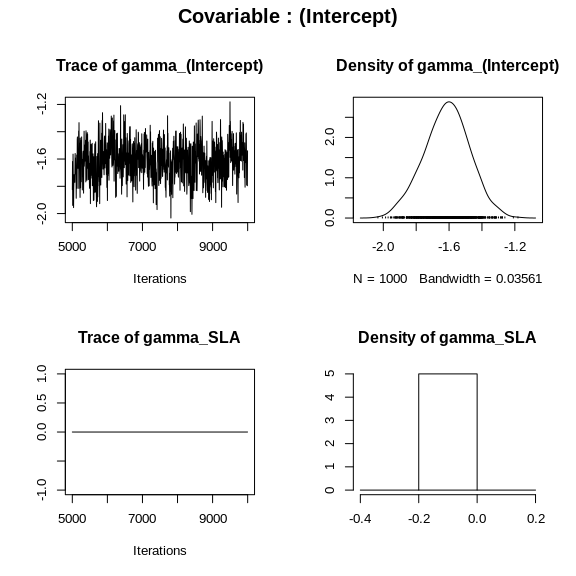 Covariable : (Intercept)
Trace of gamma_(Intercept)
-1.2
-1.6
-2.0
5000 7000 9000
Iterations
Density of gamma_(Intercept)
2.0
1.0
0.0
-2.0 -1.6 -1.2
N = 1000 Bandwidth = 0.03561
Trace of gamma_SLA
1.0
0.5
0.0
-1.0
5000 7000 9000
Iterations
Density of gamma_SLA
5
4
3
2
1
0
-0.4 -0.2 0.0 0.2